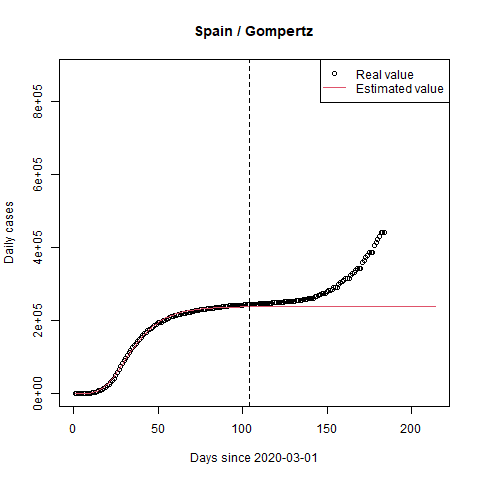 Spain / Gompertz
Real value
Estimated value
Daily cases
0e+00
2e+05
4e+05
6e+05
8e+05
0
50
100
150
200
Days since 2020-03-01